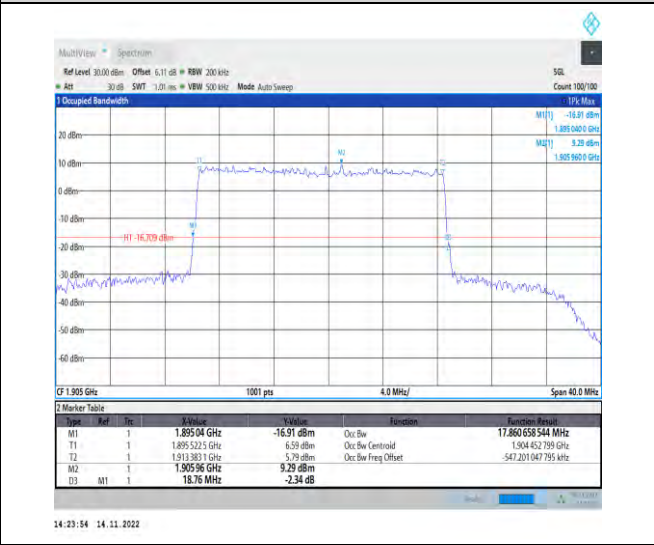 MultiView Spectrum
Ref Level 30.00 dBm Offset 6.11 dB RBW 200 kHz SGL
Att 30 dB SWT 1.01 ms VBW 500 kHz Mode Auto Sweep Count 100/100
1 Occupied Bandwidth 1Pk Max
M1[1] -16.91 dBm
1.895 040 0 GHz
M2[1] 9.29 dBm
1.905 960 0 GHz
20 dBm
M2
10 dBm
T1
T2
0 dBm
-10 dBm
M1
H1 -16.709 dBm
D3
-20 dBm
-30 dBm
-40 dBm
-50 dBm
-60 dBm
CF 1.905 GHz 1001 pts 4.0 MHz/ Span 40.0 MHz
2 Marker Table
Type Ref Trc X-Value Y-Value Function Function Result
M1 1 1.895 04 GHz -16.91 dBm Occ Bw 17.860 658 544 MHz
T1 1 1.895 522 5 GHz 6.59 dBm Occ Bw Centroid 1.904 452 799 GHz
T2 1 1.913 383 1 GHz 5.79 dBm Occ Bw Freq Offset -547.201 047 795 kHz
M2 1 1.905 96 GHz 9.29 dBm
D3 M1 1 18.76 MHz -2.34 dB
14:23:54 14.11.2022